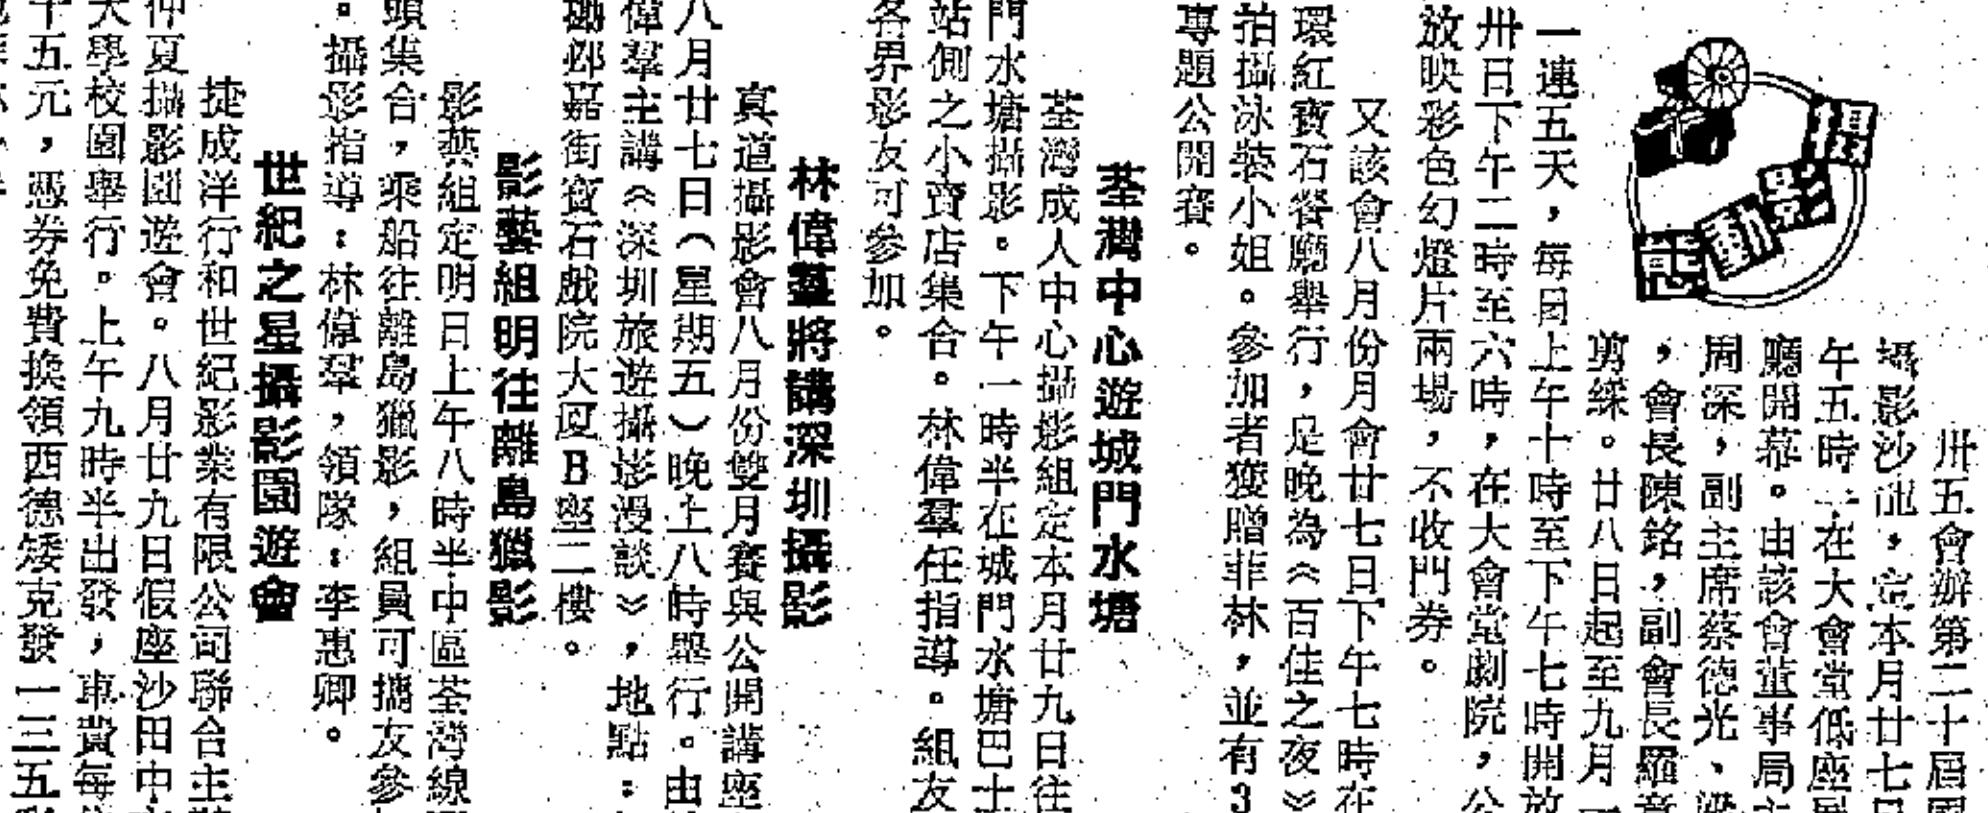 攝影動態
卅五會辦第二十屆國
攝影沙龍，定本月廿七日
午五時，在大會堂低座展
廳開幕。由該會董事局主
周深，副主席蔡德光、梁
，會長陳銘，副會長羅
剪綵。廿八日起至九月一
一連五天，每日上午十時至下午七時開放
卅日下午二時至六時，在大會堂劇院，公
放映彩色幻燈片兩場，不收門券。
又該會八月份月會廿七日下午七時在
環紅寶石餐廳舉行，是晚為《百佳之夜》
拍攝泳裝小姐。參加者獲贈菲林，並有3
專題公開賽。
荃灣中心遊城門水塘
荃灣成人中心攝影組定本月廿九日往
門水塘攝影。下午一時半在城門水塘巴士
站側之小賣店集合。林偉羣任指導。組友
各界影友可參加。
林偉羣將講深圳攝影
真道攝影會八月份雙月賽與公開講座
八月廿七日（星期五）晚上八時舉行。由
偉羣主講《深圳旅遊攝影漫談》，地點：
砵嘉街寶石戲院大廈B座二樓。
影藝組明往離島獵影
影藝組定明日上午八時半中區荃灣線
頭集合，乘船往離島獵影，組員可攜友參
。攝影指導：林偉羣，領隊：李惠卿。
世紀之星攝影園遊會
捷成洋行和世紀影業有限公司聯合主
仲夏攝影園遊會。八月廿九日假座沙田中
大學校園舉行。上午九時半出發，車費每
十五元，憑券免費換領西德矮克發一三五